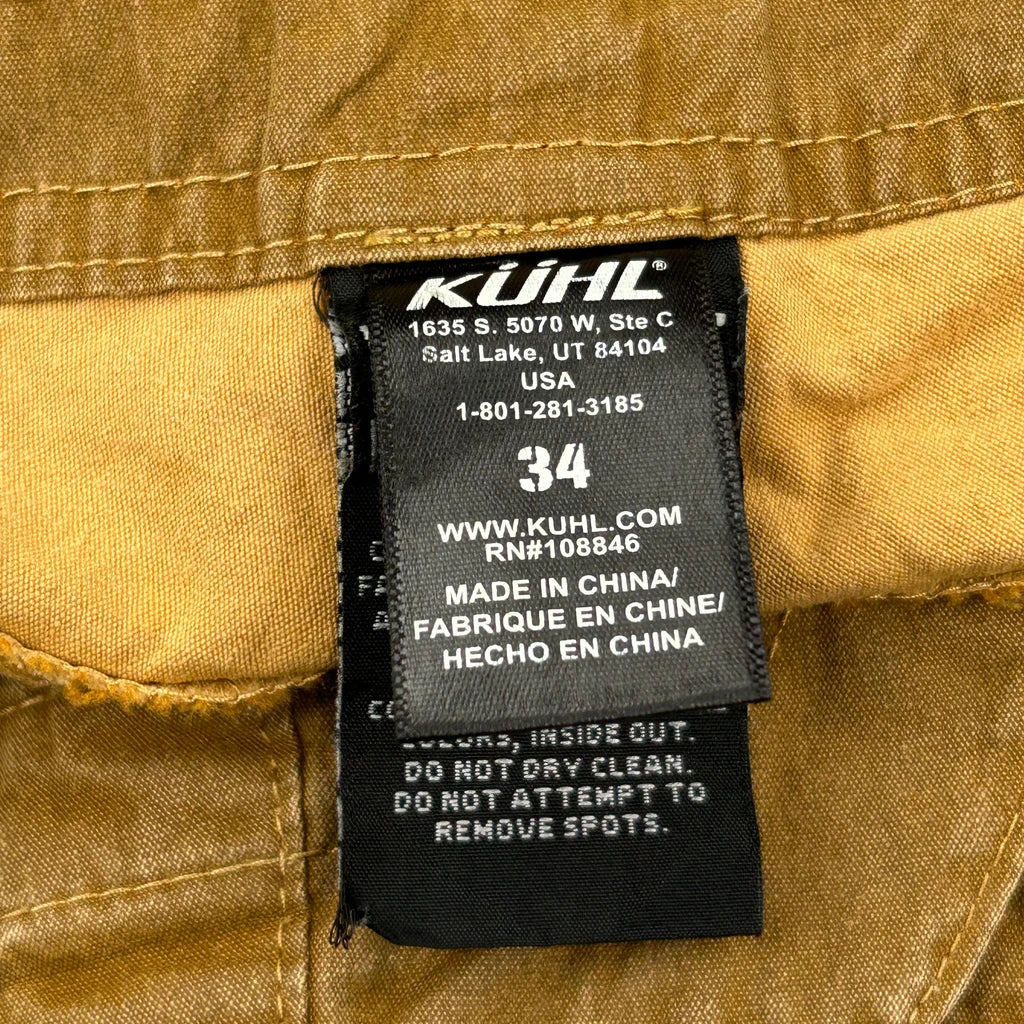 KÜHL®
1635 S. 5070 W, Ste C
Salt Lake, UT 84104
USA
1-801-281-3185
34
WWW.KUHL.COM
RN#108846
MADE IN CHINA/
FABRIQUE EN CHINE/
HECHO EN CHINA
COLORS, INSIDE OUT.
DO NOT DRY CLEAN.
DO NOT ATTEMPT TO
REMOVE SPOTS.